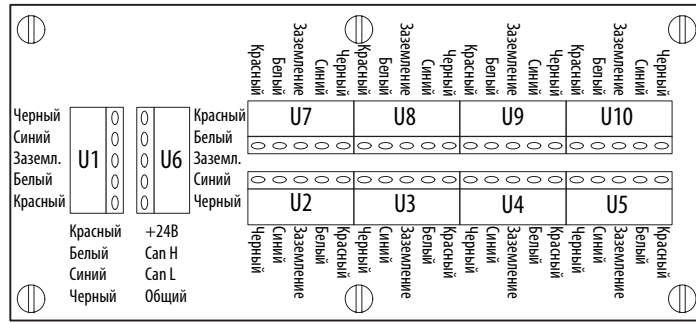 Красный Белый Заземление Синий Черный Красный Белый Заземление Синий Черный Красный Белый Заземление Синий Черный Красный Белый Заземление Синий Черный
U7 U8 U9 U10
Черный
Синий
Заземл.
Белый
Красный
U1 U6
Красный
Белый
Заземл.
Синий
Черный
U2 U3 U4 U5
Черный Синий Заземление Белый Красный Черный Синий Заземление Белый Красный Черный Синий Заземление Белый Красный Черный Синий Заземление Белый Красный
Красный +24В
Белый Can H
Синий Can L
Черный Общий